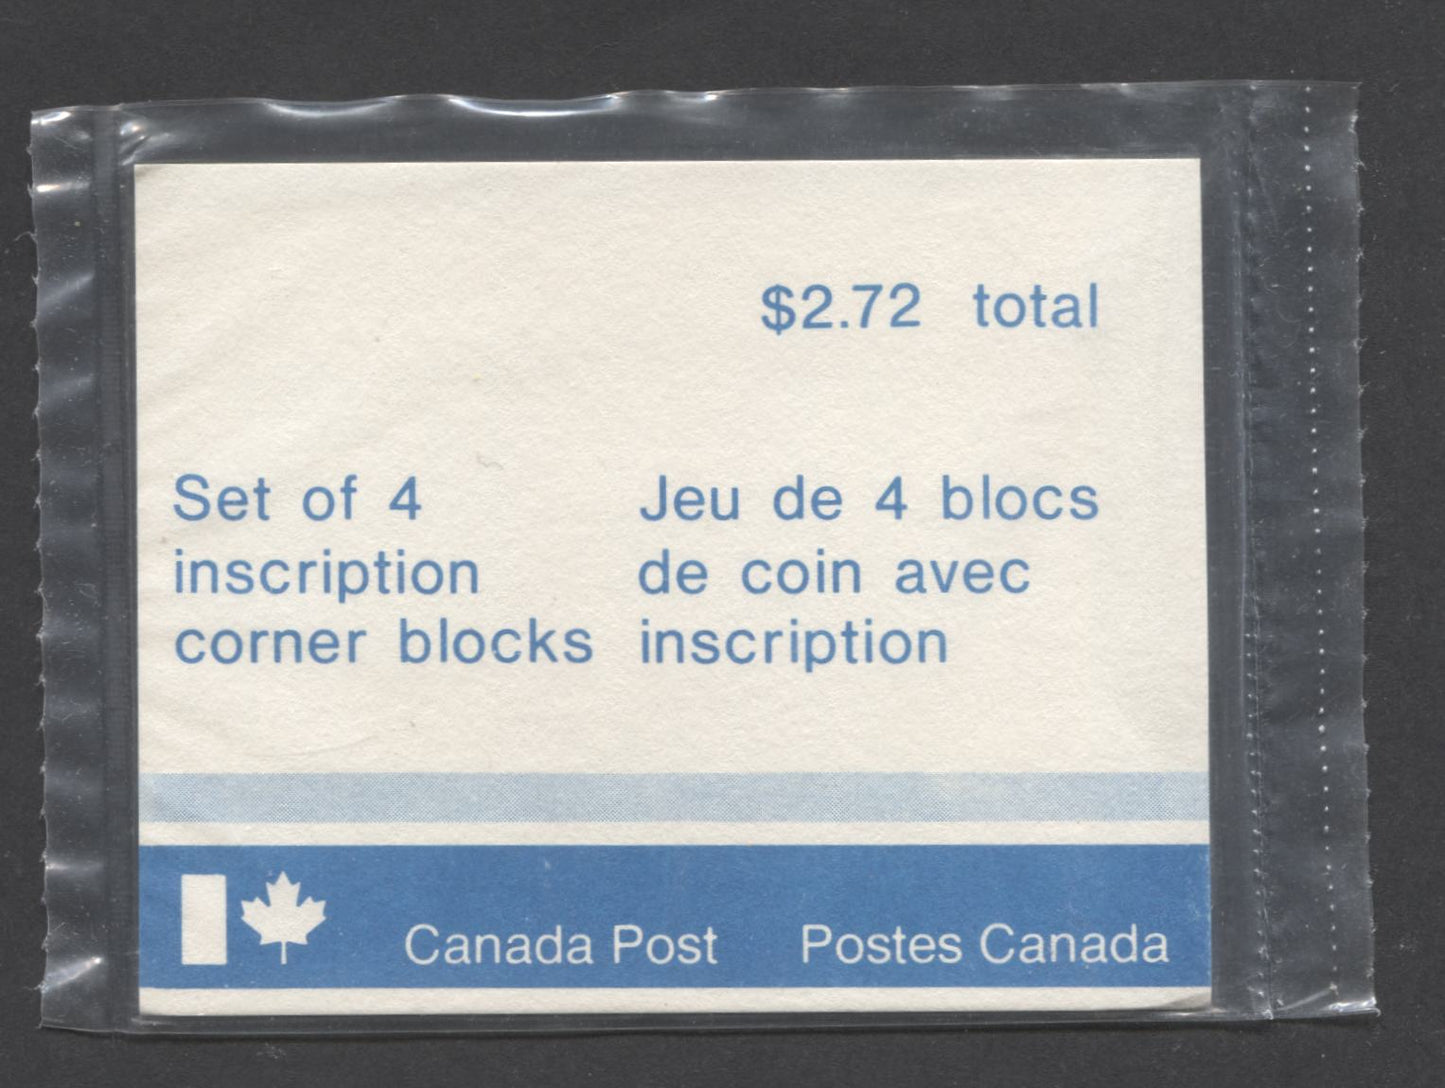 $2.72 total
Set of 4
inscription
corner blocks
Jeu de 4 blocs
de coin avec
inscription
Canada Post
Postes Canada